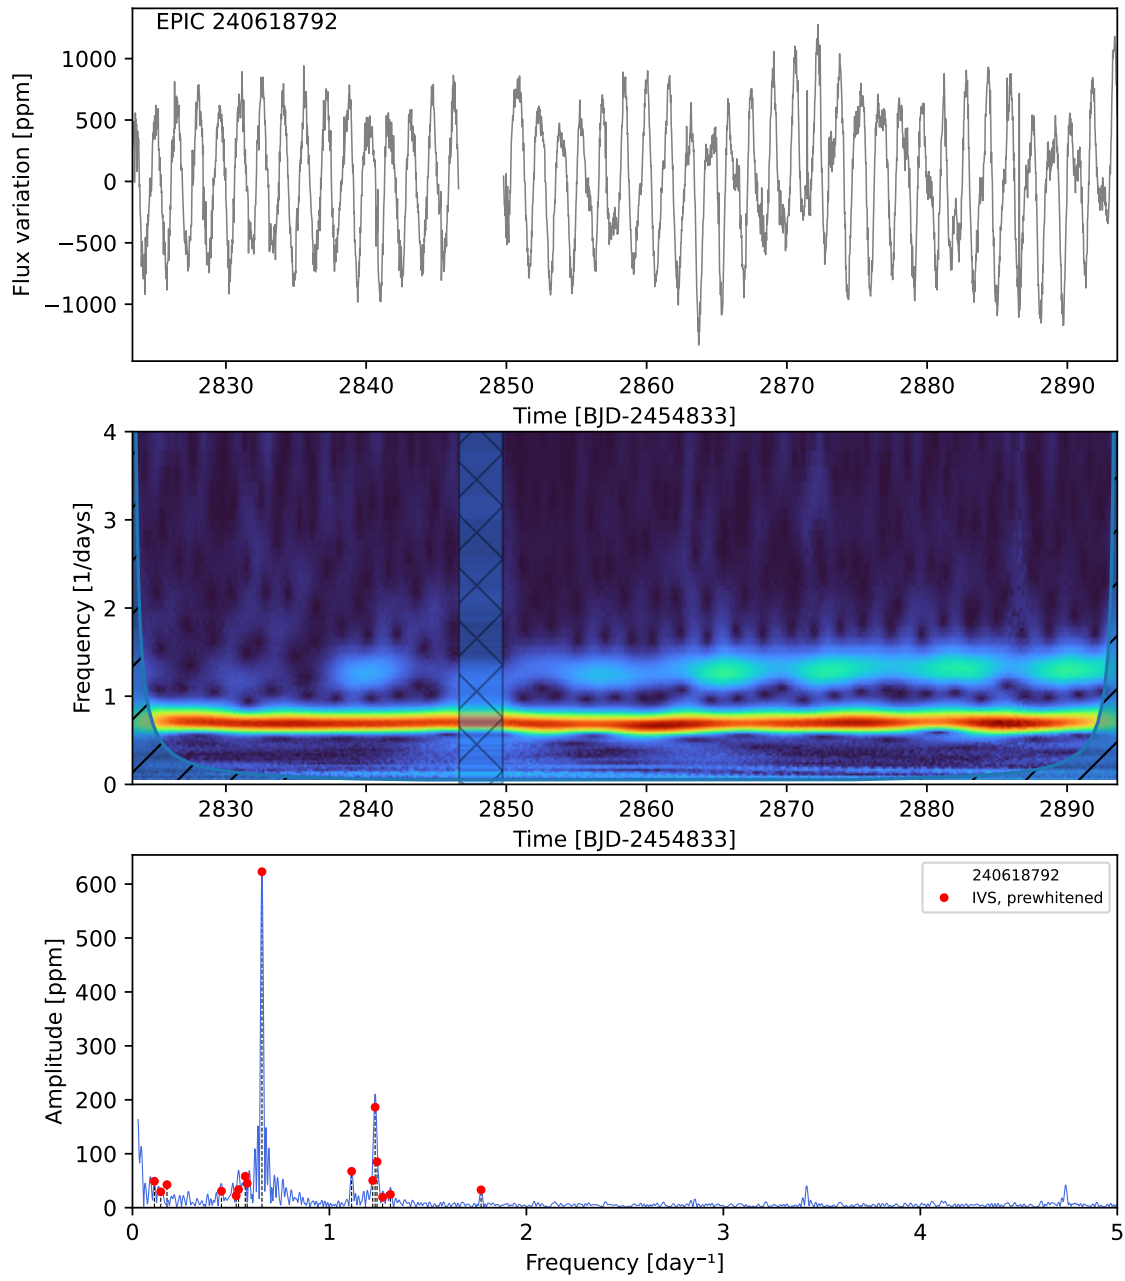 EPIC 240618792
1000
500
0
−500
−1000
Flux variation [ppm]
2830 2840 2850 2860 2870 2880 2890
Time [BJD-2454833]
4
3
2
1
0
Frequency [1/days]
2830 2840 2850 2860 2870 2880 2890
Time [BJD-2454833]
240618792
IVS, prewhitened
600
500
400
300
200
100
0
Amplitude [ppm]
0 1 2 3 4 5
Frequency [day⁻¹]